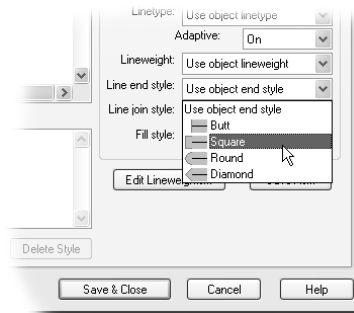 Linetype: Use object linetype
Adaptive: On
Lineweight: Use object lineweight
Line end style: Use object end style
Line join style: Use object end style
Butt
Fill style: Square
Round
Diamond
Edit Lineweight...
Delete Style
Save & Close Cancel Help